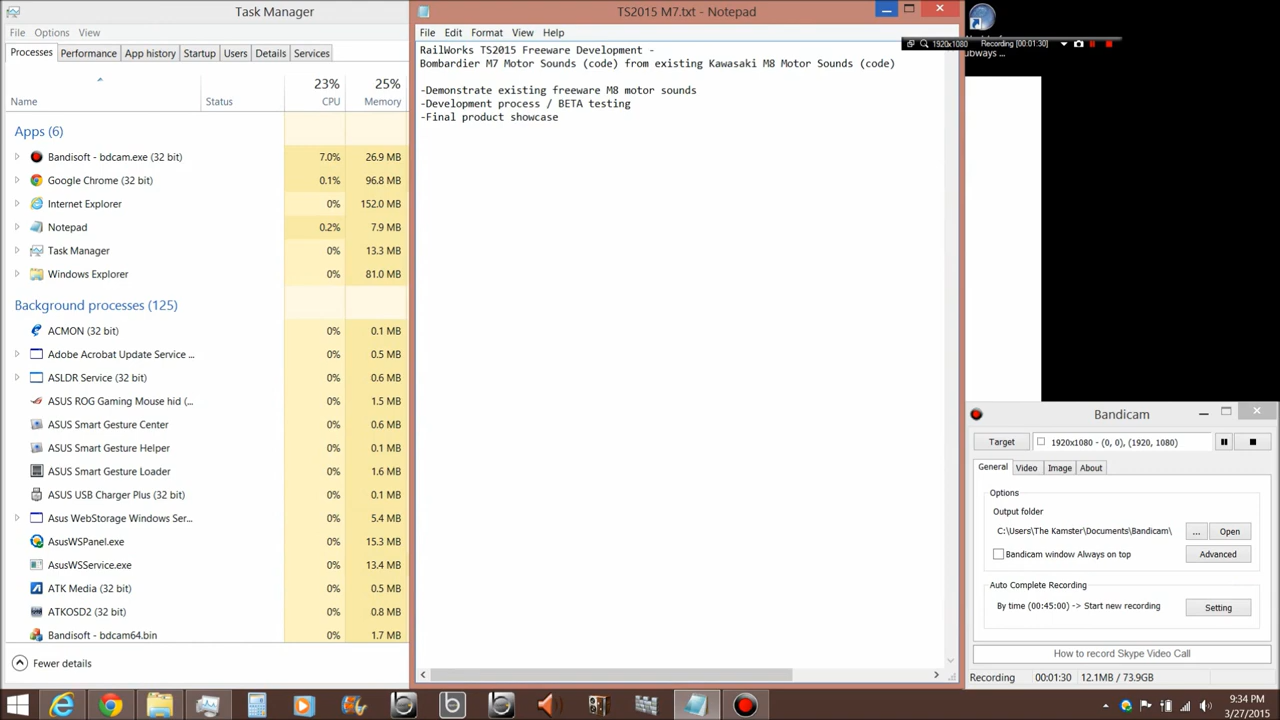 Task Manager
File Options View
Processes Performance App history Startup Users Details Services
23% 25%
Name Status CPU Memory
Apps (6)
Bandisoft - bdcam.exe (32 bit) 7.0% 26.9 MB
Google Chrome (32 bit) 0.1% 96.8 MB
Internet Explorer 0% 152.0 MB
Notepad 0.2% 7.9 MB
Task Manager 0% 13.3 MB
Windows Explorer 0% 81.0 MB
Background processes (125)
ACMON (32 bit) 0% 0.1 MB
Adobe Acrobat Update Service ... 0% 0.5 MB
ASLDR Service (32 bit) 0% 0.6 MB
ASUS ROG Gaming Mouse hid (... 0% 1.5 MB
ASUS Smart Gesture Center 0% 0.6 MB
ASUS Smart Gesture Helper 0% 0.1 MB
ASUS Smart Gesture Loader 0% 1.6 MB
ASUS USB Charger Plus (32 bit) 0% 0.1 MB
Asus WebStorage Windows Ser... 0% 5.4 MB
AsusWSPanel.exe 0% 15.3 MB
AsusWSService.exe 0% 13.4 MB
ATK Media (32 bit) 0% 0.5 MB
ATKOSD2 (32 bit) 0% 0.8 MB
Bandisoft - bdcam64.bin 0% 1.7 MB
Fewer details
TS2015 M7.txt - Notepad
File Edit Format View Help
RailWorks TS2015 Freeware Development -
Bombardier M7 Motor Sounds (code) from existing Kawasaki M8 Motor Sounds (code)
-Demonstrate existing freeware M8 motor sounds
-Development process / BETA testing
-Final product showcase
1920x1080 Recording [00:01:30]
ubways ...
Bandicam
Target 1920x1080 - (0, 0), (1920, 1080)
General Video Image About
Options
Output folder
C:\Users\The Kamster\Documents\Bandicam\ ... Open
Bandicam window Always on top Advanced
Auto Complete Recording
By time (00:45:00) -> Start new recording Setting
How to record Skype Video Call
Recording 00:01:30 12.1MB / 73.9GB
9:34 PM
3/27/2015